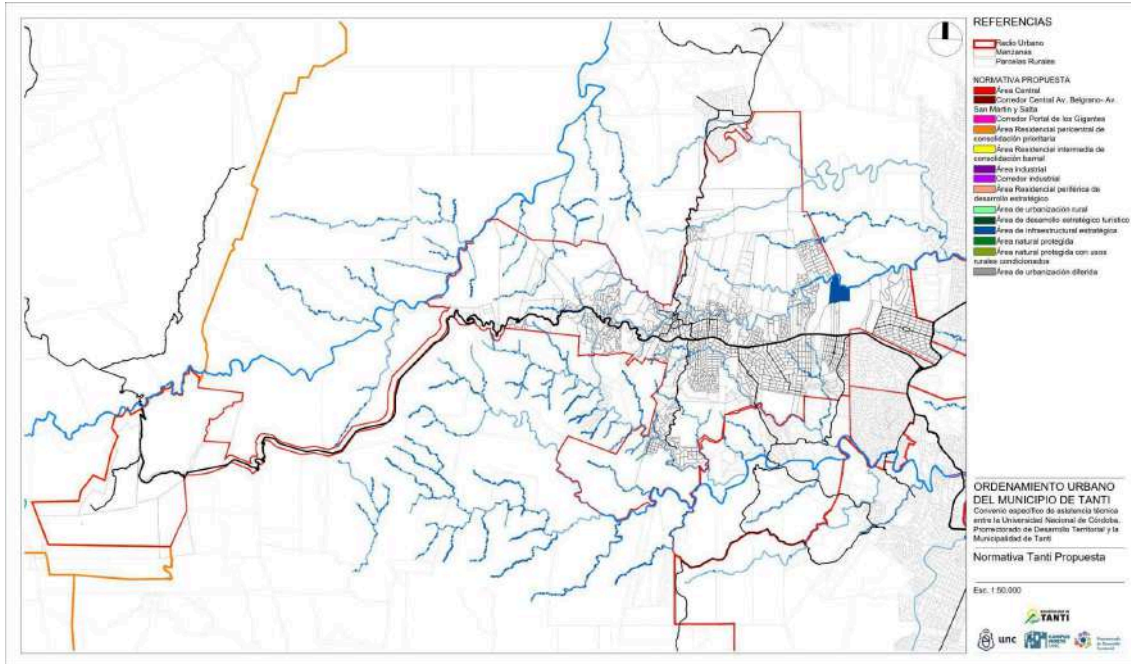 REFERENCIAS
Radio Urbano
Manzanas
Parcelas Rurales
NORMATIVA PROPUESTA
Área Central
Corredor Central Av. Belgrano- Av.
San Martin y Salta
Corredor Portal de los Gigantes
Área Residencial pericentral de
consolidación prioritaria
Área Residencial intermedia de
consolidación barrial
Área industrial
Corredor industrial
Área Residencial periférica de
desarrollo estratégico
Área de urbanización rural
Área de desarrollo estratégico turístico
Área de infraestructural estratégica
Área natural protegida
Área natural protegida con usos
rurales condicionados
Área de urbanización diferida
ORDENAMIENTO URBANO
DEL MUNICIPIO DE TANTI
Convenio específico de asistencia técnica
entre la Universidad Nacional de Córdoba,
Prorrectorado de Desarrollo Territorial y la
Municipalidad de Tanti
Normativa Tanti Propuesta
Esc. 1:50.000
TANTI
unc